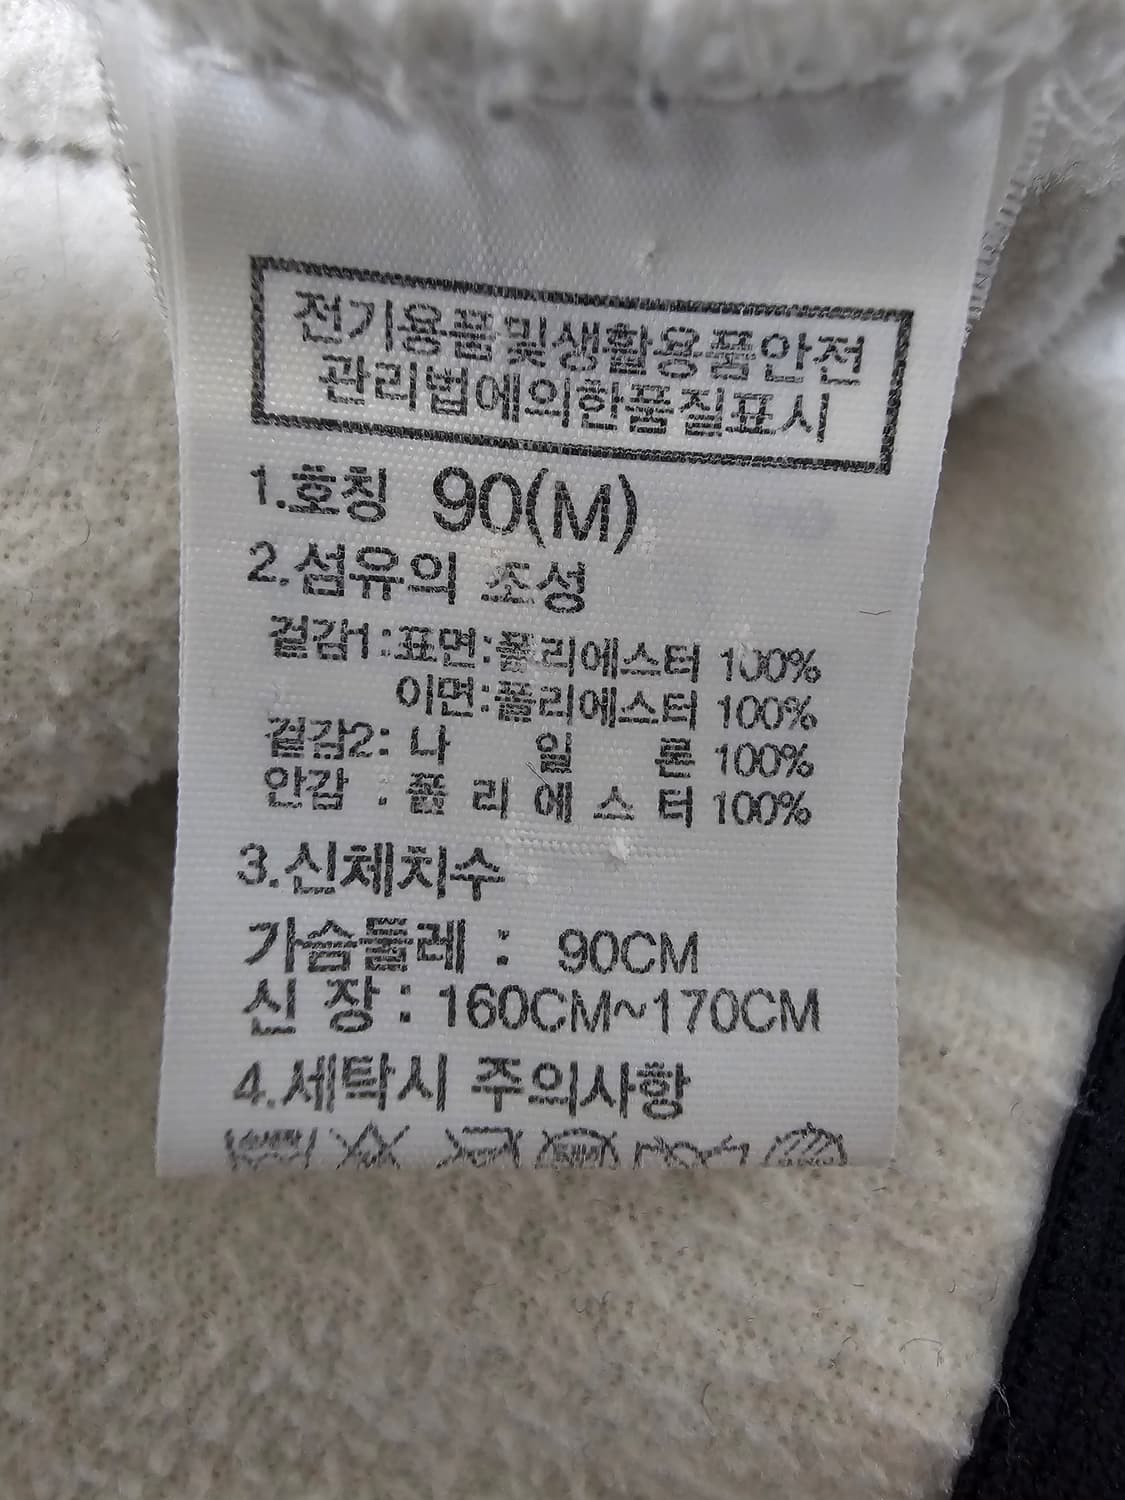 전기용품및생활용품안전
관리법에의한품질표시
1.호칭 90(M)
2.섬유의 조성
겉감1:표면:폴리에스터 100%
이면:폴리에스터 100%
겉감2: 나 일 론 100%
안감 : 폴 리 에 스 터 100%
3.신체치수
가슴둘레 : 90CM
신 장 : 160CM~170CM
4.세탁시 주의사항